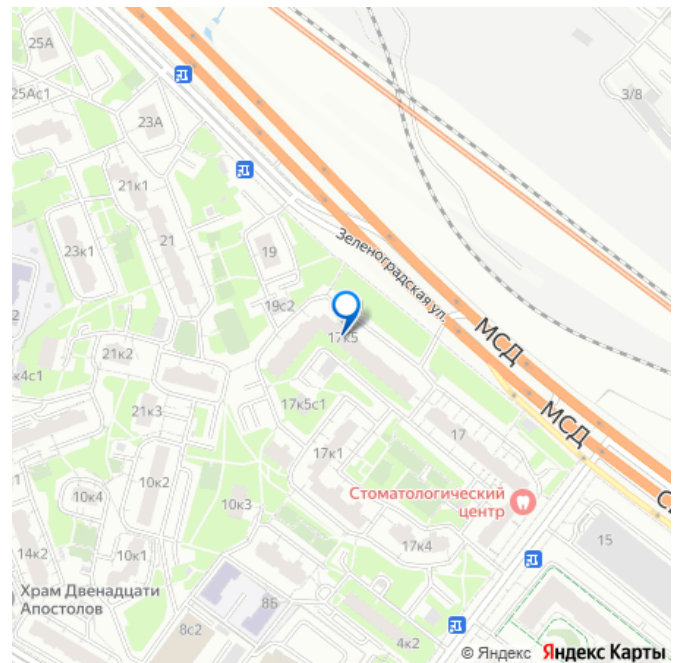 25А
25Ас1
3/8
23А
21к1
21
23к1
19
Зеленоградская ул.
2
19с2
17к5
МСД
21к2
к4с1
МСД
17к5с1
21к3
17
17к1
10к2
Стоматологический
центр
С
10к4
10к3
15
14к2
10к1
17к4
Храм Двенадцати
Апостолов
8Б
8с2
4к2
© Яндекс Яндекс Карты